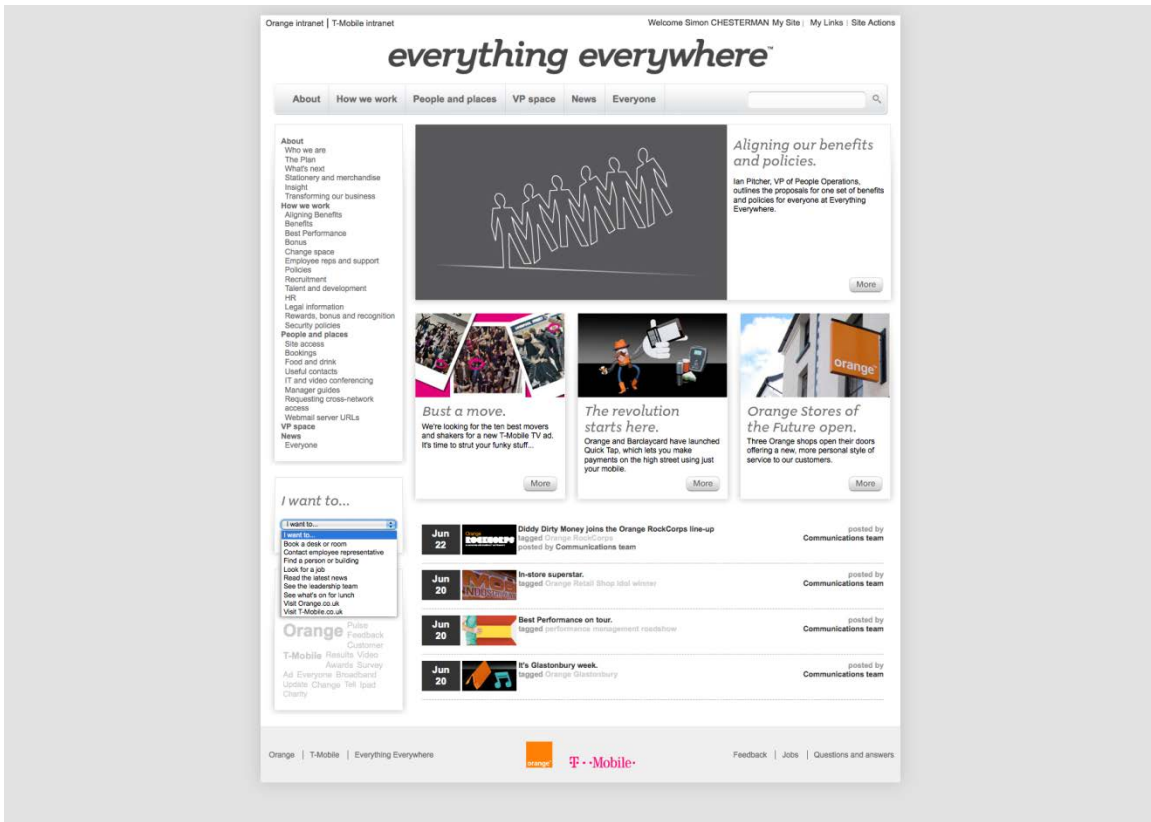 Orange intranet | T-Mobile intranet
Welcome Simon CHESTERMAN My Site | My Links | Site Actions
everything everywhere™
About How we work People and places VP space News Everyone
About
Who we are
The Plan
What's next
Stationery and merchandise
Insight
Transforming our business
How we work
Aligning Benefits
Benefits
Best Performance
Bonus
Change space
Employee reps and support
Policies
Recruitment
Talent and development
HR
Legal information
Rewards, bonus and recognition
Security policies
People and places
Site access
Bookings
Food and drink
Useful contacts
IT and video conferencing
Manager guides
Requesting cross-network
access
Webmail server URLs
VP space
News
Everyone
Aligning our benefits
and policies.
Ian Pitcher, VP of People Operations,
outlines the proposals for one set of benefits
and policies for everyone at Everything
Everywhere.
More
Bust a move.
We're looking for the ten best movers
and shakers for a new T-Mobile TV ad.
It's time to strut your funky stuff...
More
The revolution
starts here.
Orange and Barclaycard have launched
Quick Tap, which lets you make
payments on the high street using just
your mobile.
More
orange™
Orange Stores of
the Future open.
Three Orange shops open their doors
offering a new, more personal style of
service to our customers.
More
I want to...
I want to...
I want to...
Book a desk or room
Contact employee representative
Find a person or building
Look for a job
Read the latest news
See the leadership team
See what's on for lunch
Visit Orange.co.uk
Visit T-Mobile.co.uk
Orange Pulse
Feedback
Customer
T-Mobile Results Video
Awards Survey
Ad Everyone Broadband
Update Change Tell Ipad
Charity
Jun
22
Orange
ROCKCORPS
Diddy Dirty Money joins the Orange RockCorps line-up
tagged Orange RockCorps
posted by Communications team
posted by
Communications team
Jun
20
In-store superstar.
tagged Orange Retail Shop Idol winner
posted by
Communications team
Jun
20
Best Performance on tour.
tagged performance management roadshow
posted by
Communications team
Jun
20
It's Glastonbury week.
tagged Orange Glastonbury
posted by
Communications team
Orange | T-Mobile | Everything Everywhere
orange™
T··Mobile·
Feedback | Jobs | Questions and answers